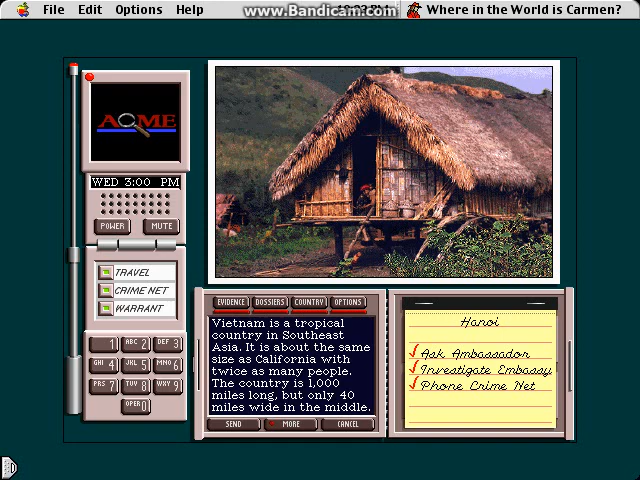 File Edit Options Help
www.Bandicam.com
Where in the World is Carmen?
ACME
WED 3:00 PM
POWER
MUTE
TRAVEL
CRIME NET
WARRANT
1 ABC 2 DEF 3
GHI 4 JKL 5 MNO 6
PRS 7 TUV 8 WXY 9
OPER 0
EVIDENCE DOSSIERS COUNTRY OPTIONS
Vietnam is a tropical
country in Southeast
Asia. It is about the same
size as California with
twice as many people.
The country is 1,000
miles long, but only 40
miles wide in the middle.
SEND MORE CANCEL
Hanoi
Ask Ambassador
Investigate Embassy
Phone Crime Net